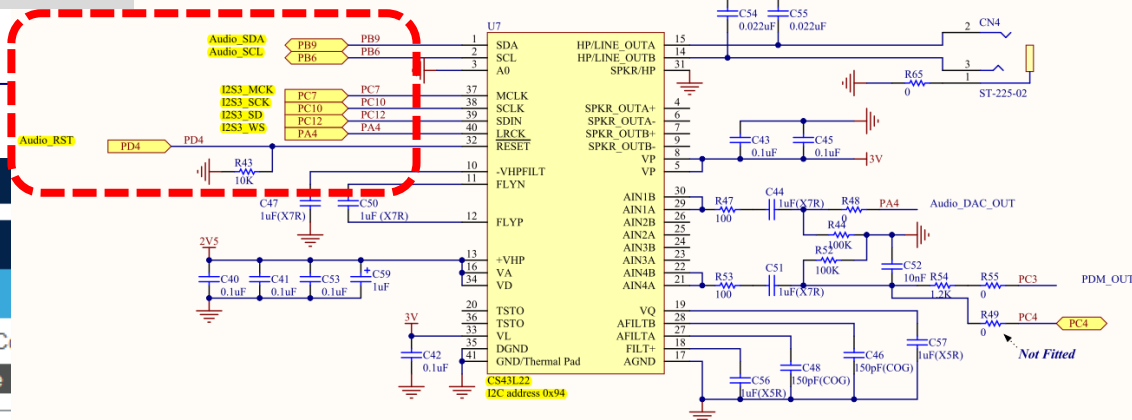 C54
0.022uF
C55
0.022uF
CN4
2
3
1
ST-225-02
R65
0
U7
Audio_SDA
PB9
PB9
1
SDA
HP/LINE_OUTA
15
Audio_SCL
PB6
PB6
2
SCL
HP/LINE_OUTB
14
3
A0
SPKR/HP
31
I2S3_MCK
PC7
PC7
37
MCLK
SPKR_OUTA+
4
I2S3_SCK
PC10
PC10
38
SCLK
SPKR_OUTA-
6
I2S3_SD
PC12
PC12
39
SDIN
SPKR_OUTB+
7
I2S3_WS
PA4
PA4
40
LRCK
SPKR_OUTB-
9
Audio_RST
PD4
PD4
32
RESET
VP
8
VP
5
C43
0.1uF
C45
0.1uF
3V
R43
10K
10
-VHPFILT
11
FLYN
12
FLYP
C47
1uF(X7R)
C50
1uF (X7R)
AIN1B
30
AIN1A
29
AIN2B
26
AIN2A
25
AIN3B
24
AIN3A
23
AIN4B
22
AIN4A
21
R47
100
C44
1uF(X7R)
R48
0
PA4
Audio_DAC_OUT
R44
100K
R52
100K
R53
100
C51
1uF(X7R)
C52
10nF
R54
1.2K
R55
0
PC3
PDM_OUT
R49
0
PC4
PC4
Not Fitted
2V5
C40
0.1uF
C41
0.1uF
C53
0.1uF
+
C59
1uF
13
+VHP
16
VA
34
VD
20
TSTO
36
TSTO
33
VL
35
DGND
41
GND/Thermal Pad
3V
C42
0.1uF
VQ
19
AFILTB
28
AFILTA
27
FILT+
18
AGND
17
C57
1uF(X5R)
C46
150pF(COG)
C48
150pF(COG)
C56
1uF(X5R)
CS43L22
I2C address 0x94